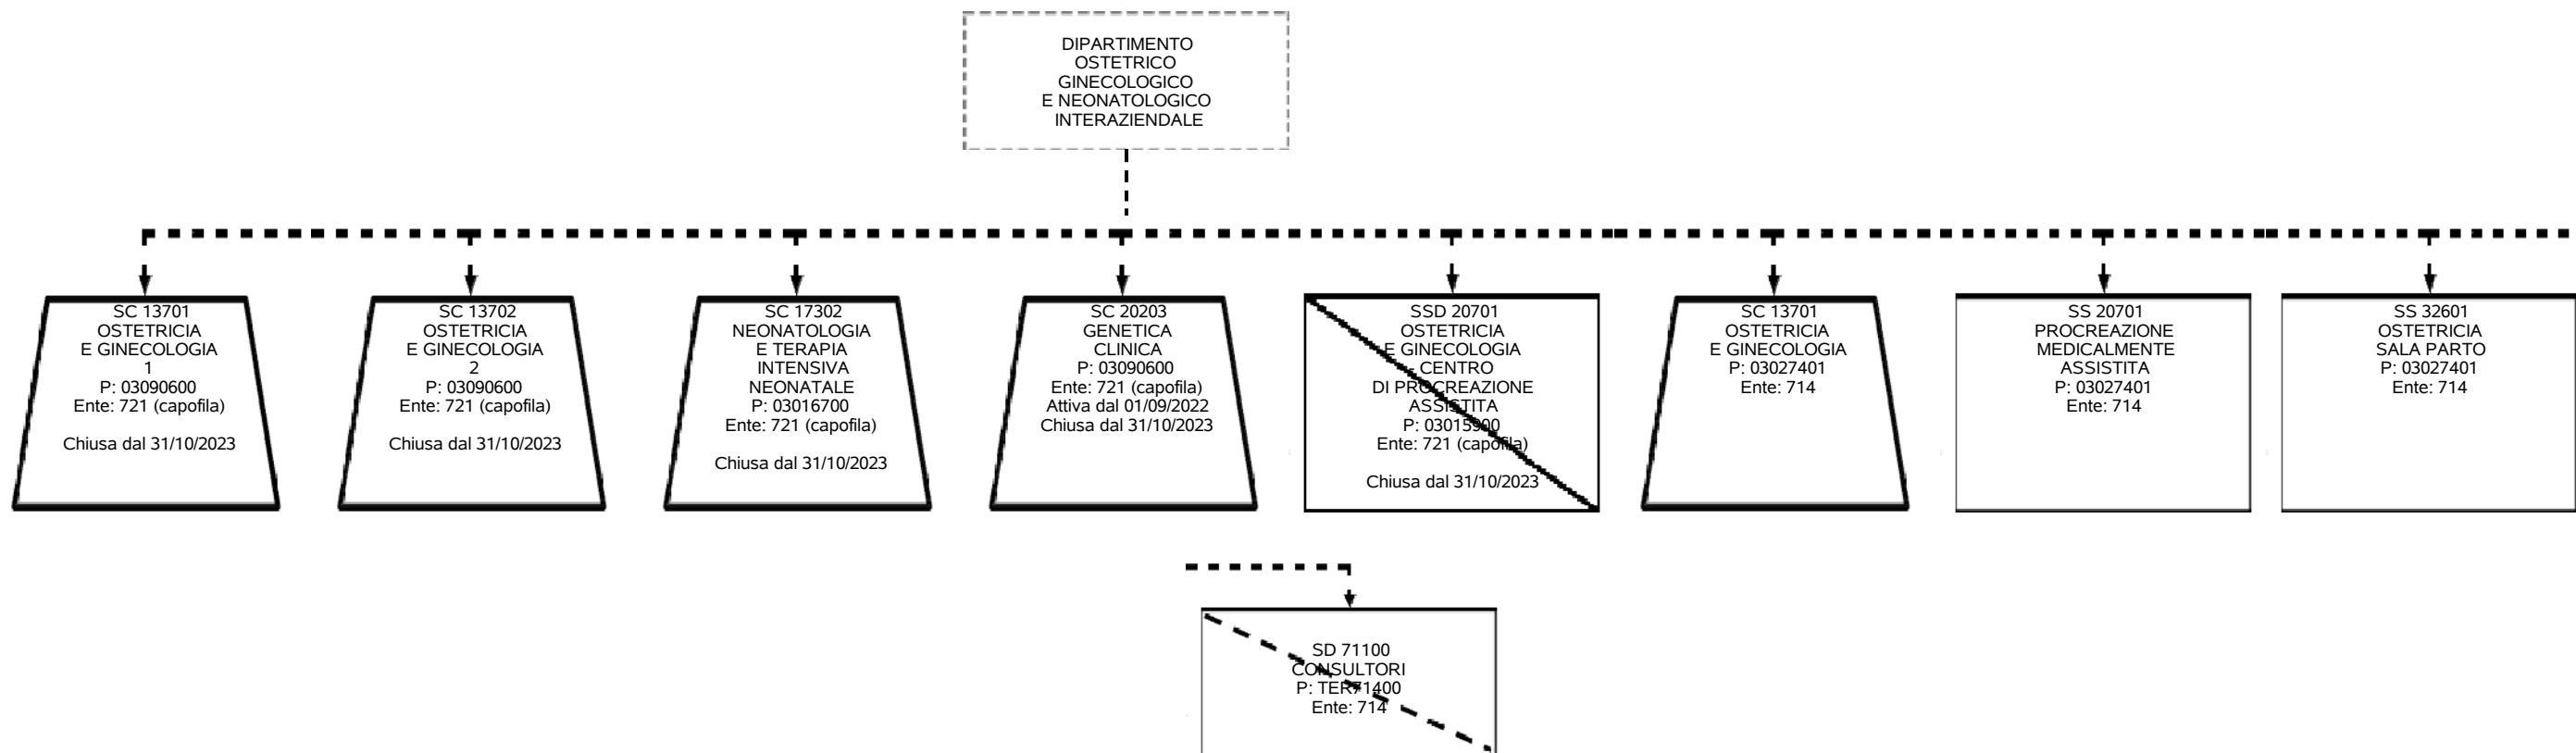 DIPARTIMENTO
OSTETRICO
GINECOLOGICO
E NEONATOLOGICO
INTERAZIENDALE
SC 13701
OSTETRICIA
E GINECOLOGIA
1
P: 03090600
Ente: 721 (capofila)
Chiusa dal 31/10/2023
SC 13702
OSTETRICIA
E GINECOLOGIA
2
P: 03090600
Ente: 721 (capofila)
Chiusa dal 31/10/2023
SC 17302
NEONATOLOGIA
E TERAPIA
INTENSIVA
NEONATALE
P: 03016700
Ente: 721 (capofila)
Chiusa dal 31/10/2023
SC 20203
GENETICA
CLINICA
P: 03090600
Ente: 721 (capofila)
Attiva dal 01/09/2022
Chiusa dal 31/10/2023
SSD 20701
OSTETRICIA
E GINECOLOGIA
- CENTRO
DI PROCREAZIONE
ASSISTITA
P: 03015900
Ente: 721 (capofila)
Chiusa dal 31/10/2023
SC 13701
OSTETRICIA
E GINECOLOGIA
P: 03027401
Ente: 714
SS 20701
PROCREAZIONE
MEDICALMENTE
ASSISTITA
P: 03027401
Ente: 714
SS 32601
OSTETRICIA
SALA PARTO
P: 03027401
Ente: 714
SD 71100
CONSULTORI
P: TER71400
Ente: 714